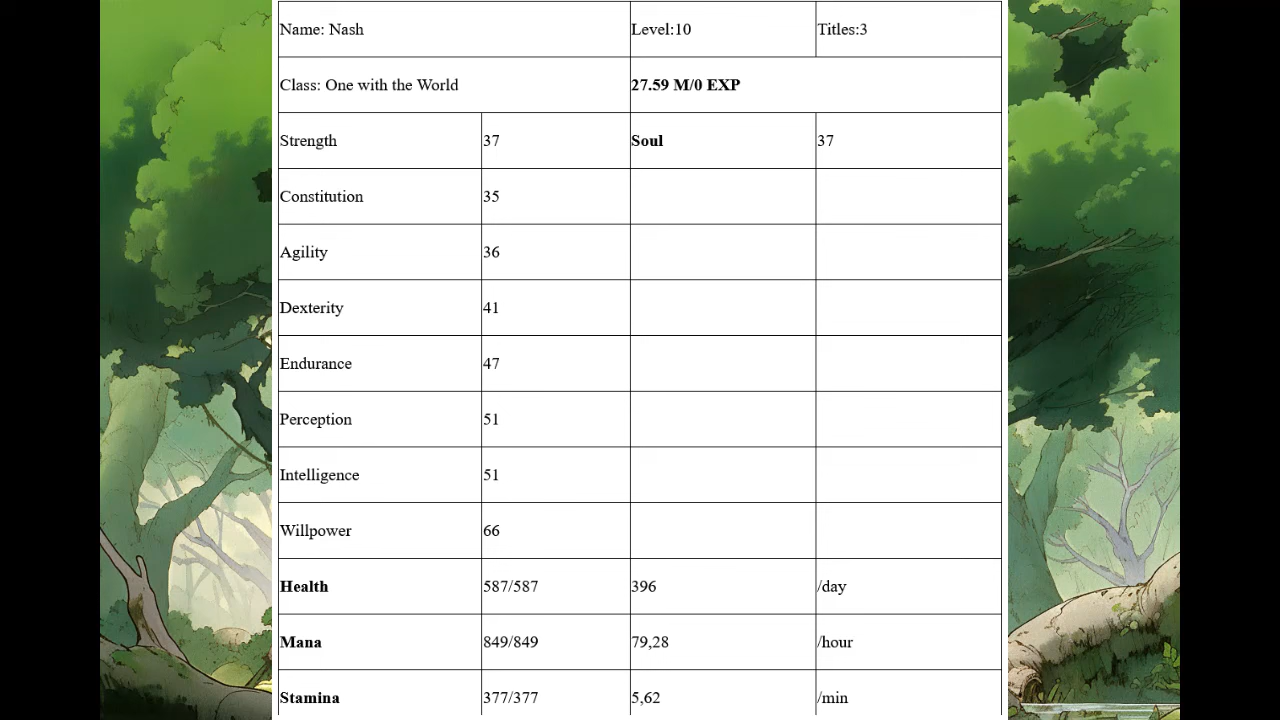 Name: Nash Level:10 Titles:3
Class: One with the World 27.59 M/0 EXP
Strength 37 Soul 37
Constitution 35
Agility 36
Dexterity 41
Endurance 47
Perception 51
Intelligence 51
Willpower 66
Health 587/587 396 /day
Mana 849/849 79,28 /hour
Stamina 377/377 5,62 /min